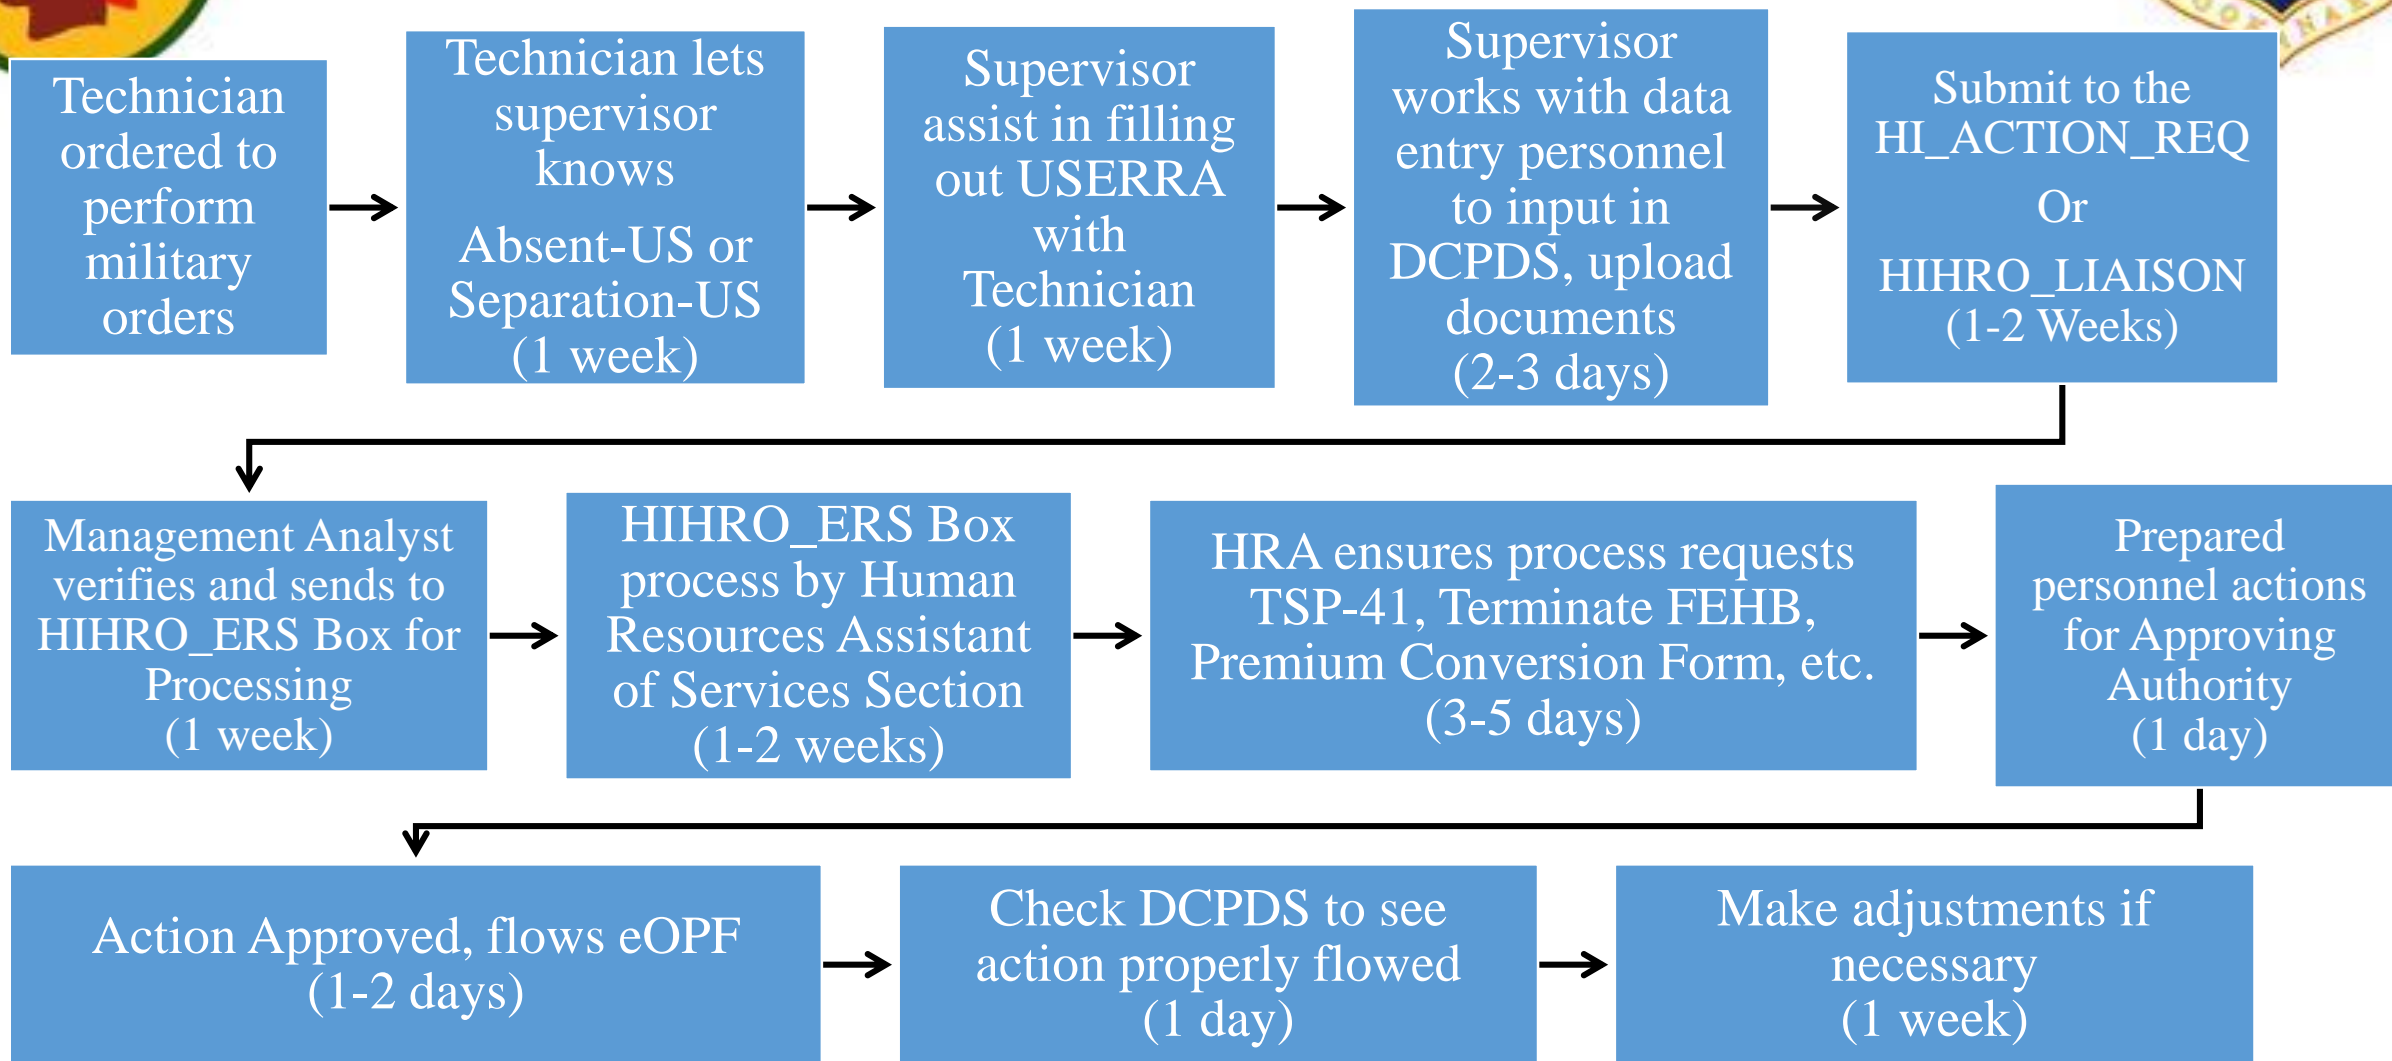 Technician
ordered to
perform
military
orders
Technician lets
supervisor
knows
Absent-US or
Separation-US
(1 week)
Supervisor
assist in filling
out USERRA
with
Technician
(1 week)
Supervisor
works with data
entry personnel
to input in
DCPDS, upload
documents
(2-3 days)
Submit to the
HI_ACTION_REQ
Or
HIHRO_LIAISON
(1-2 Weeks)
Management Analyst
verifies and sends to
HIHRO_ERS Box for
Processing
(1 week)
HIHRO_ERS Box
process by Human
Resources Assistant
of Services Section
(1-2 weeks)
HRA ensures process requests
TSP-41, Terminate FEHB,
Premium Conversion Form, etc.
(3-5 days)
Prepared
personnel actions
for Approving
Authority
(1 day)
Action Approved, flows eOPF
(1-2 days)
Check DCPDS to see
action properly flowed
(1 day)
Make adjustments if
necessary
(1 week)